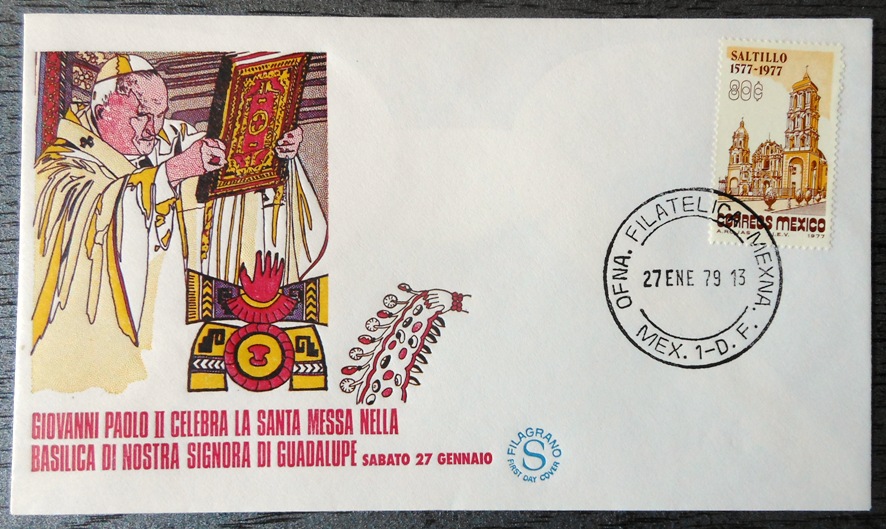 SALTILLO
1577-1977
80¢
CORREOS MEXICO
A. ROJAS
E.V.
1977
OFNA. FILATELICA MEXNA.
27 ENE 79 13
MEX. 1-D. F.
GIOVANNI PAOLO II CELEBRA LA SANTA MESSA NELLA
BASILICA DI NOSTRA SIGNORA DI GUADALUPE SABATO 27 GENNAIO
FILAGRANO
S
FIRST DAY COVER